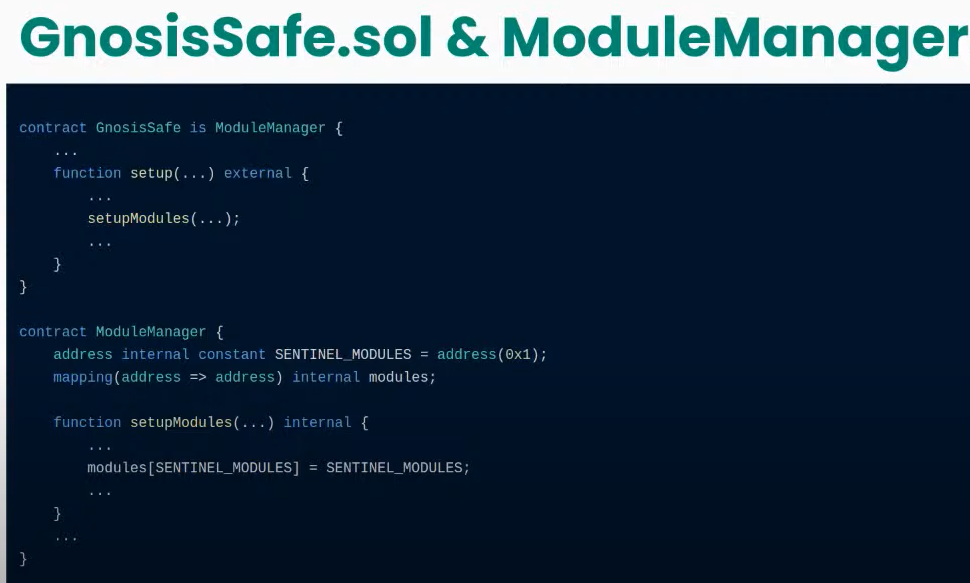 GnosisSafe.sol & ModuleManager
contract GnosisSafe is ModuleManager {
    ...
    function setup(...) external {
        ...
        setupModules(...);
        ...
    }
}
contract ModuleManager {
    address internal constant SENTINEL_MODULES = address(0x1);
    mapping(address => address) internal modules;
    function setupModules(...) internal {
        ...
        modules[SENTINEL_MODULES] = SENTINEL_MODULES;
        ...
    }
    ...
}